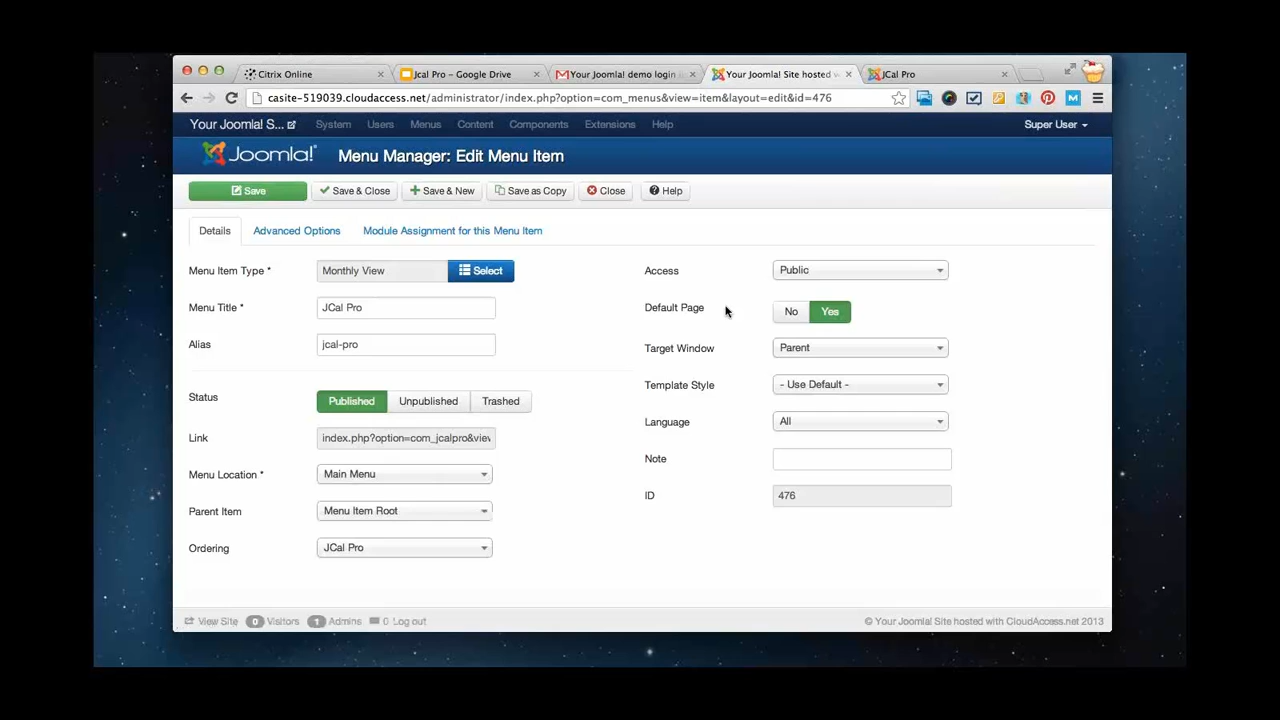 Citrix Online
Jcal Pro – Google Drive
Your Joomla! demo login
Your Joomla! Site hosted
JCal Pro
casite-519039.cloudaccess.net/administrator/index.php?option=com_menus&view=item&layout=edit&id=476
Your Joomla! S... System Users Menus Content Components Extensions Help Super User
Joomla! Menu Manager: Edit Menu Item
Save Save & Close Save & New Save as Copy Close Help
Details Advanced Options Module Assignment for this Menu Item
Menu Item Type * Monthly View Select
Menu Title * JCal Pro
Alias jcal-pro
Status Published Unpublished Trashed
Link index.php?option=com_jcalpro&view
Menu Location * Main Menu
Parent Item Menu Item Root
Ordering JCal Pro
Access Public
Default Page No Yes
Target Window Parent
Template Style - Use Default -
Language All
Note
ID 476
View Site 0 Visitors 1 Admins 0 Log out
© Your Joomla! Site hosted with CloudAccess.net 2013